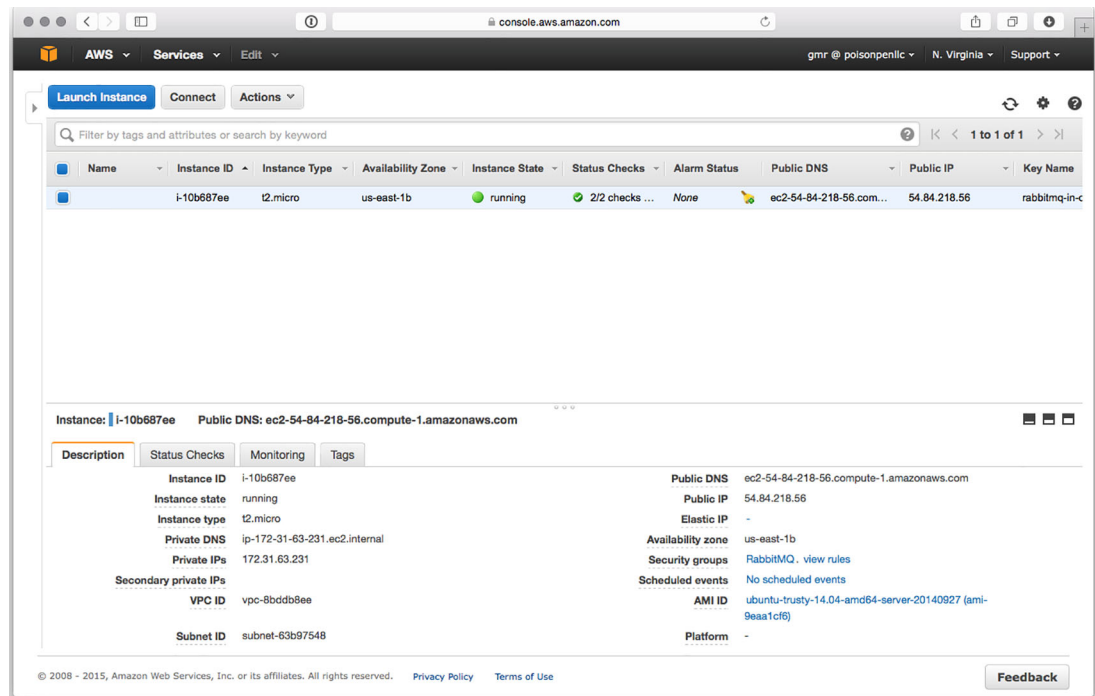 console.aws.amazon.com
AWS Services Edit gmr @ poisonpenllc N. Virginia Support
Launch Instance Connect Actions
Filter by tags and attributes or search by keyword 1 to 1 of 1
Name Instance ID Instance Type Availability Zone Instance State Status Checks Alarm Status Public DNS Public IP Key Name
i-10b687ee t2.micro us-east-1b running 2/2 checks ... None ec2-54-84-218-56.com... 54.84.218.56 rabbitmq-in-d
Instance: i-10b687ee Public DNS: ec2-54-84-218-56.compute-1.amazonaws.com
Description Status Checks Monitoring Tags
Instance ID i-10b687ee Public DNS ec2-54-84-218-56.compute-1.amazonaws.com
Instance state running Public IP 54.84.218.56
Instance type t2.micro Elastic IP -
Private DNS ip-172-31-63-231.ec2.internal Availability zone us-east-1b
Private IPs 172.31.63.231 Security groups RabbitMQ . view rules
Secondary private IPs Scheduled events No scheduled events
VPC ID vpc-8bddb8ee AMI ID ubuntu-trusty-14.04-amd64-server-20140927 (ami-
9eaa1cf6)
Subnet ID subnet-63b97548 Platform -
© 2008 - 2015, Amazon Web Services, Inc. or its affiliates. All rights reserved. Privacy Policy Terms of Use Feedback